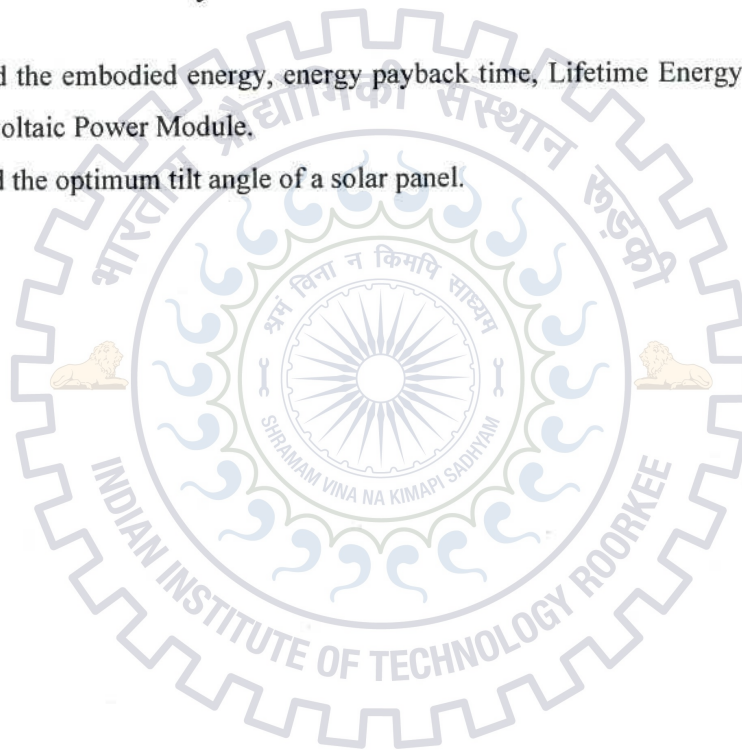 d the embodied energy, energy payback time, Lifetime Energy
oltaic Power Module.
d the optimum tilt angle of a solar panel.
भारतीय प्रौद्योगिकी संस्थान रुड़की
श्रमं विना न किमपि साध्यम्
SHRAMAM VINA NA KIMAPI SADHYAM
INDIAN INSTITUTE OF TECHNOLOGY ROORKEE